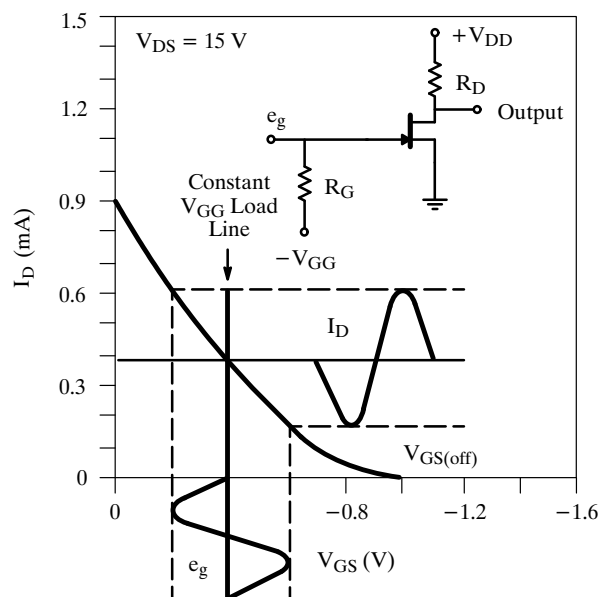 V_DS = 15 V
+V_DD
R_D
Output
e_g
R_G
−V_GG
Constant
V_GG Load
Line
I_D (mA)
1.5
1.2
0.9
0.6
0.3
0
I_D
V_GS(off)
0
−0.8
−1.2
−1.6
e_g
V_GS (V)